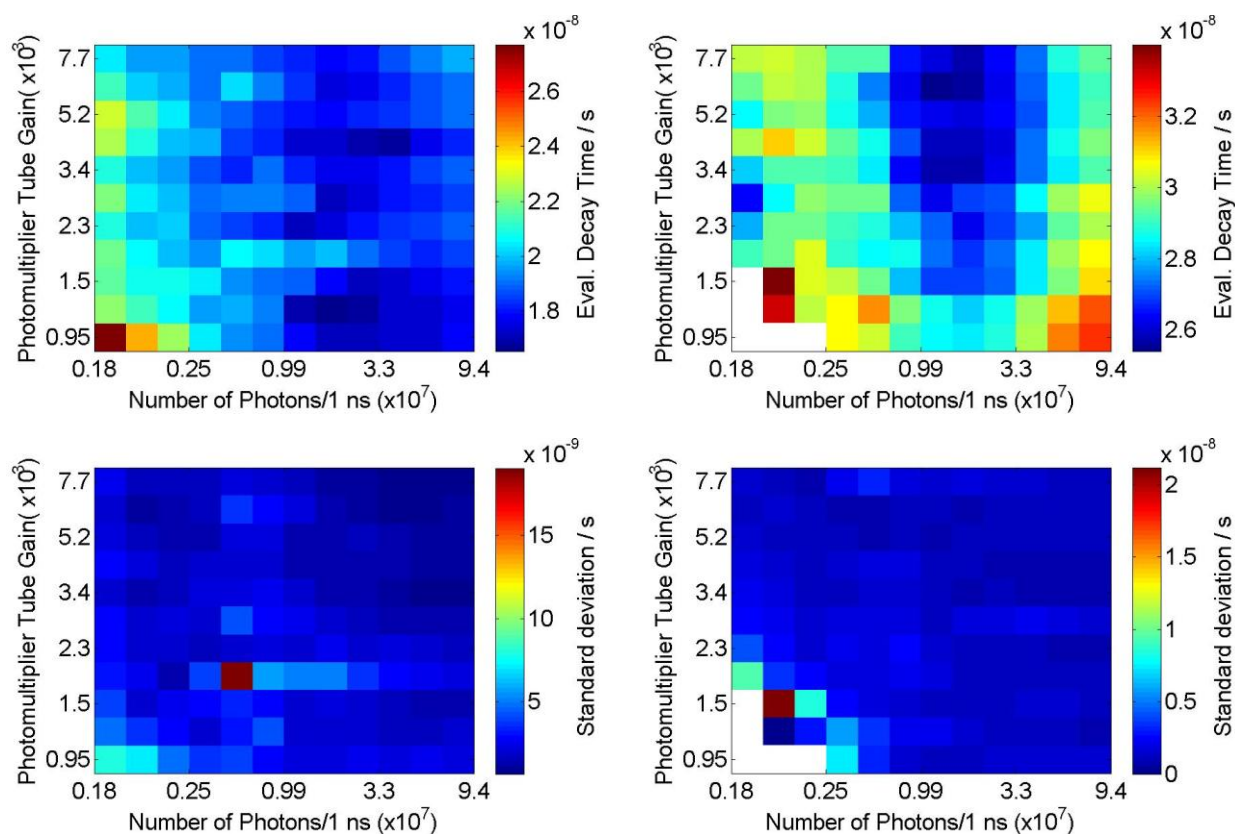 x 10⁻⁸
Photomultiplier Tube Gain( x10³)
7.7
5.2
3.4
2.3
1.5
0.95
0.18 0.25 0.99 3.3 9.4
Number of Photons/1 ns (x10⁷)
2.6
2.4
2.2
2
1.8
Eval. Decay Time / s
x 10⁻⁸
Photomultiplier Tube Gain( x10³)
7.7
5.2
3.4
2.3
1.5
0.95
0.18 0.25 0.99 3.3 9.4
Number of Photons/1 ns (x10⁷)
3.2
3
2.8
2.6
Eval. Decay Time / s
x 10⁻⁹
Photomultiplier Tube Gain( x10³)
7.7
5.2
3.4
2.3
1.5
0.95
0.18 0.25 0.99 3.3 9.4
Number of Photons/1 ns (x10⁷)
15
10
5
Standard deviation / s
x 10⁻⁸
Photomultiplier Tube Gain( x10³)
7.7
5.2
3.4
2.3
1.5
0.95
0.18 0.25 0.99 3.3 9.4
Number of Photons/1 ns (x10⁷)
2
1.5
1
0.5
0
Standard deviation / s